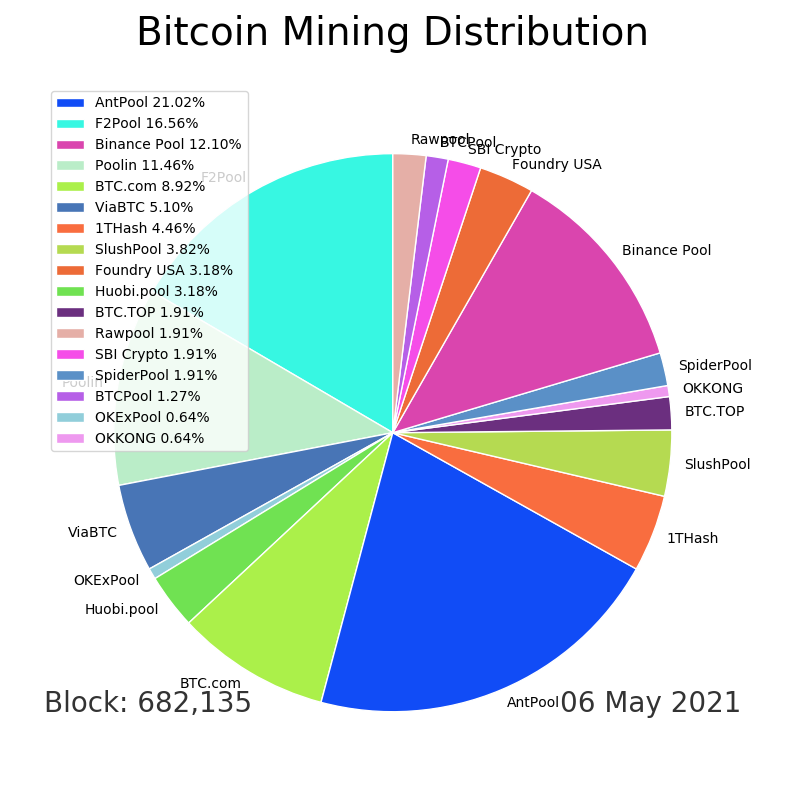 Bitcoin Mining Distribution
AntPool 21.02%
F2Pool 16.56%
Binance Pool 12.10%
Poolin 11.46%
BTC.com 8.92%
ViaBTC 5.10%
1THash 4.46%
SlushPool 3.82%
Foundry USA 3.18%
Huobi.pool 3.18%
BTC.TOP 1.91%
Rawpool 1.91%
SBI Crypto 1.91%
SpiderPool 1.91%
BTCPool 1.27%
OKExPool 0.64%
OKKONG 0.64%
Rawpool
BTCPool
SBI Crypto
Foundry USA
F2Pool
Binance Pool
SpiderPool
Poolin
OKKONG
BTC.TOP
SlushPool
ViaBTC
1THash
OKExPool
Huobi.pool
BTC.com
AntPool
Block: 682,135
06 May 2021